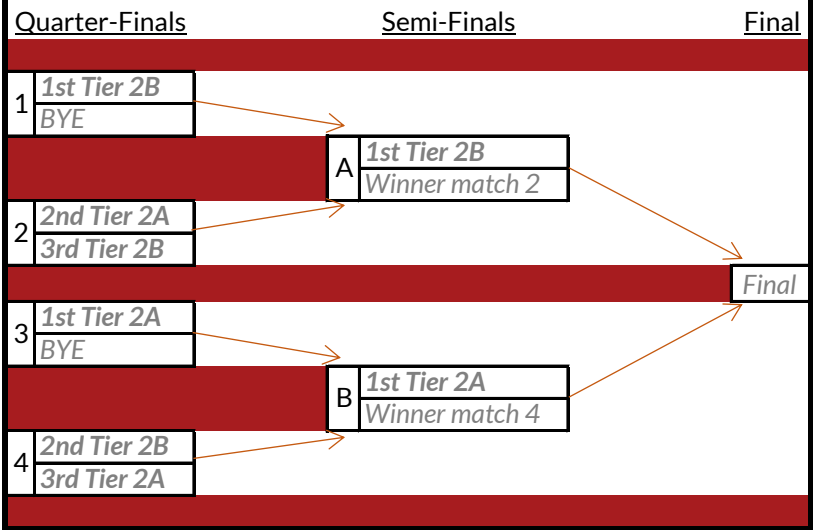 Quarter-Finals Semi-Finals Final
1 1st Tier 2B
BYE
A 1st Tier 2B
Winner match 2
2 2nd Tier 2A
3rd Tier 2B
Final
3 1st Tier 2A
BYE
B 1st Tier 2A
Winner match 4
4 2nd Tier 2B
3rd Tier 2A